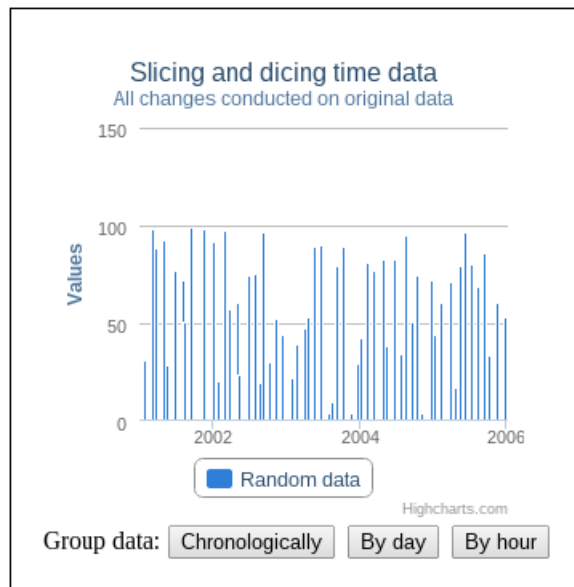 Slicing and dicing time data
All changes conducted on original data
150
100
50
0
Values
2002 2004 2006
Random data
Highcharts.com
Group data: Chronologically By day By hour